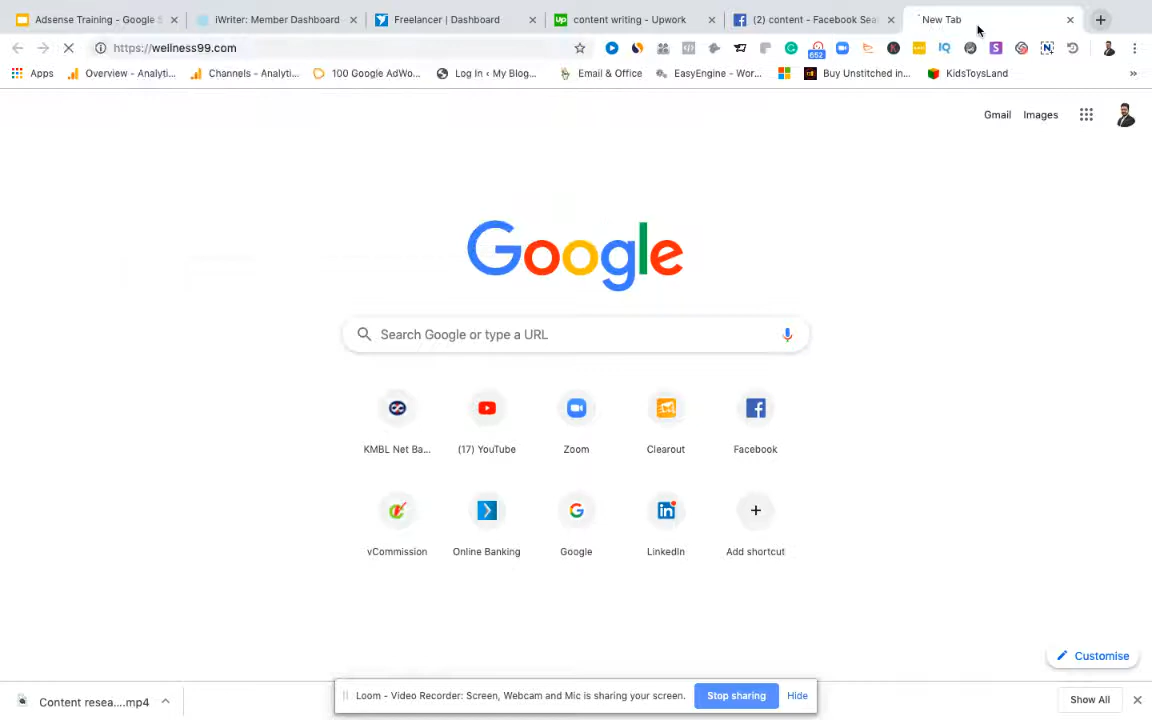 Adsense Training - Google S
iWriter: Member Dashboard
Freelancer | Dashboard
content writing - Upwork
(2) content - Facebook Sea
New Tab
https://wellness99.com
652
Apps
Overview - Analyti...
Channels - Analyti...
100 Google AdWo...
Log In ‹ My Blog...
Email & Office
EasyEngine - Wor...
Buy Unstitched in...
KidsToysLand
»
Gmail
Images
Google
Search Google or type a URL
KMBL Net Ba...
(17) YouTube
Zoom
Clearout
Facebook
vCommission
Online Banking
Google
LinkedIn
Add shortcut
Customise
Content resea....mp4
Loom - Video Recorder: Screen, Webcam and Mic is sharing your screen.
Stop sharing
Hide
Show All